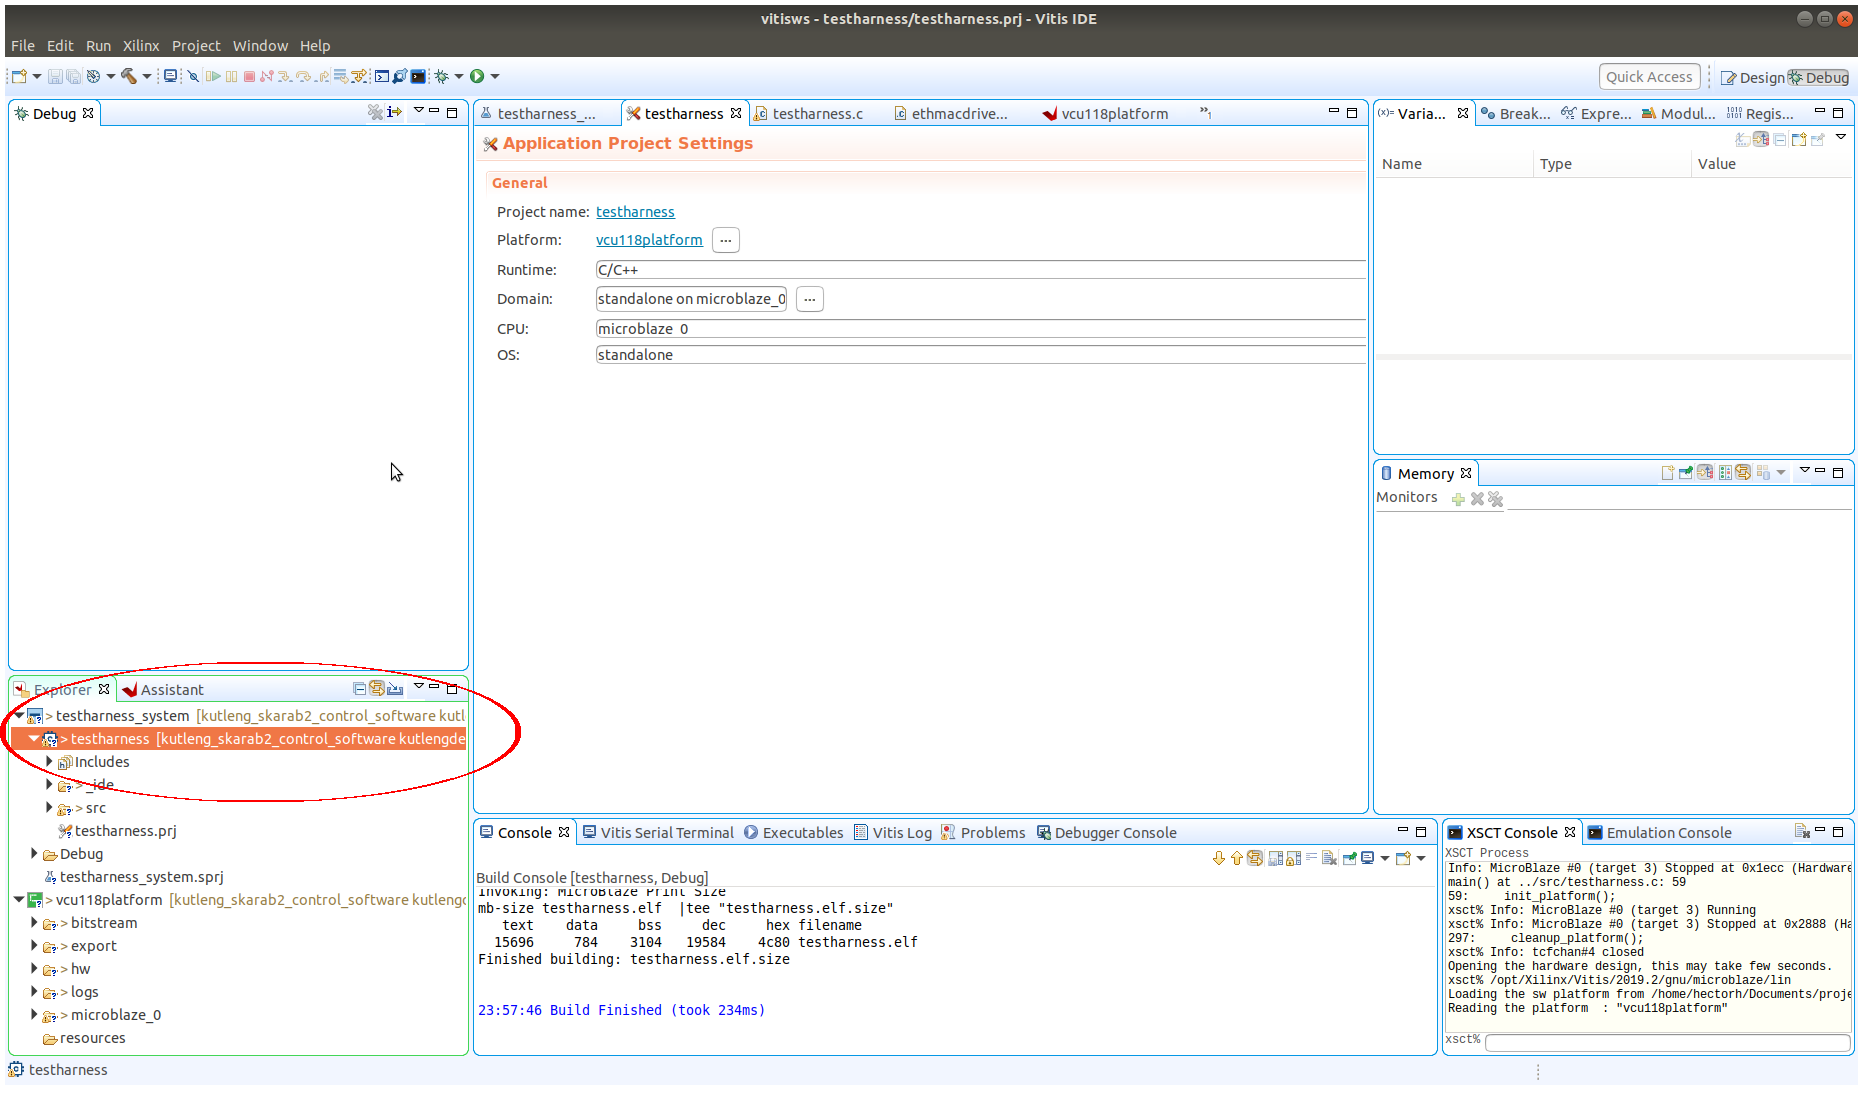 vitisws - testharness/testharness.prj - Vitis IDE
File Edit Run Xilinx Project Window Help
Quick Access Design Debug
Debug
testharness_... testharness testharness.c ethmacdrive... vcu118platform »1
Application Project Settings
General
Project name: testharness
Platform: vcu118platform ...
Runtime: C/C++
Domain: standalone on microblaze_0 ...
CPU: microblaze_0
OS: standalone
(x)= Varia... Break... Expre... Modul... Regis...
Name Type Value
Memory
Monitors
Explorer Assistant
> testharness_system [kutleng_skarab2_control_software kutl
> testharness [kutleng_skarab2_control_software kutlengde
Includes
> _ide
> src
testharness.prj
Debug
testharness_system.sprj
> vcu118platform [kutleng_skarab2_control_software kutlengc
> bitstream
> export
> hw
> logs
> microblaze_0
resources
Console Vitis Serial Terminal Executables Vitis Log Problems Debugger Console
Build Console [testharness, Debug]
Invoking: MicroBlaze Print Size
mb-size testharness.elf |tee "testharness.elf.size"
text data bss dec hex filename
15696 784 3104 19584 4c80 testharness.elf
Finished building: testharness.elf.size
23:57:46 Build Finished (took 234ms)
XSCT Console Emulation Console
XSCT Process
Info: MicroBlaze #0 (target 3) Stopped at 0x1ecc (Hardware
main() at ../src/testharness.c: 59
59: init_platform();
xsct% Info: MicroBlaze #0 (target 3) Running
xsct% Info: MicroBlaze #0 (target 3) Stopped at 0x2888 (Ha
297: cleanup_platform();
xsct% Info: tcfchan#4 closed
Opening the hardware design, this may take few seconds.
xsct% /opt/Xilinx/Vitis/2019.2/gnu/microblaze/lin
Loading the sw platform from /home/hectorh/Documents/proje
Reading the platform : "vcu118platform"
xsct%
testharness